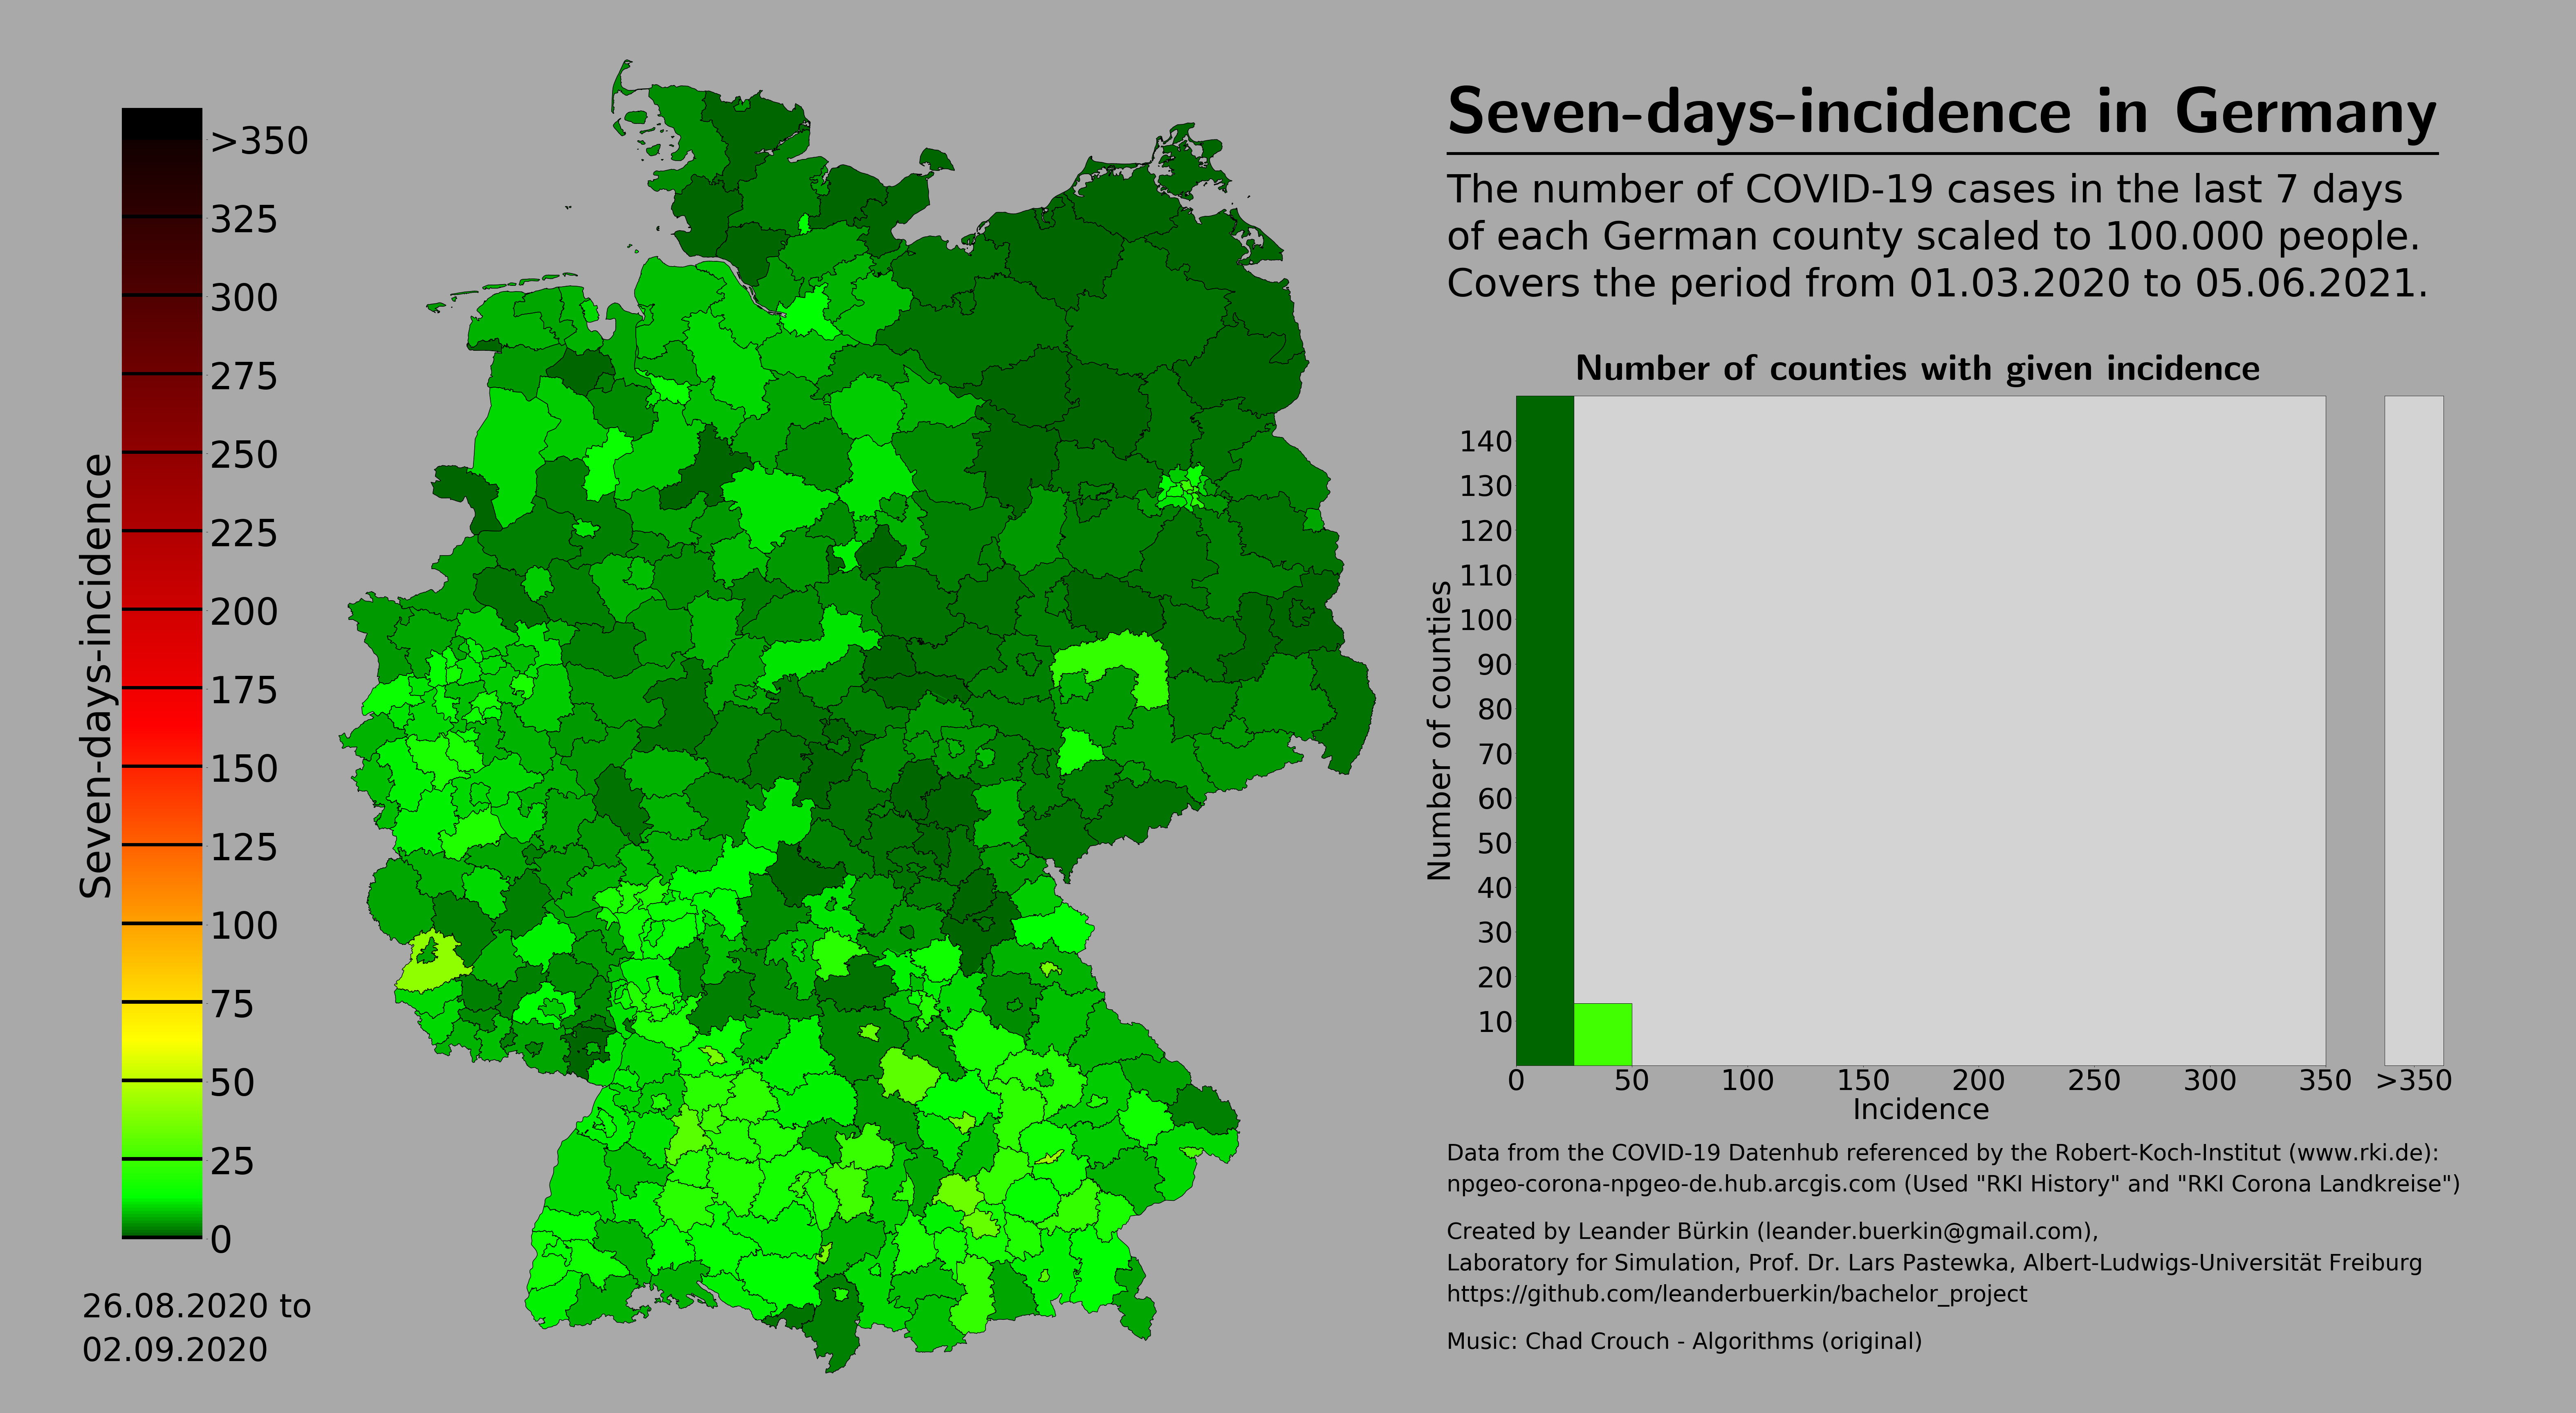 Seven-days-incidence
>350
325
300
275
250
225
200
175
150
125
100
75
50
25
0
26.08.2020 to
02.09.2020
Seven-days-incidence in Germany
The number of COVID-19 cases in the last 7 days
of each German county scaled to 100.000 people.
Covers the period from 01.03.2020 to 05.06.2021.
Number of counties with given incidence
Number of counties
140
130
120
110
100
90
80
70
60
50
40
30
20
10
0 50 100 150 200 250 300 350 >350
Incidence
Data from the COVID-19 Datenhub referenced by the Robert-Koch-Institut (www.rki.de):
npgeo-corona-npgeo-de.hub.arcgis.com (Used "RKI History" and "RKI Corona Landkreise")
Created by Leander Bürkin (leander.buerkin@gmail.com),
Laboratory for Simulation, Prof. Dr. Lars Pastewka, Albert-Ludwigs-Universität Freiburg
https://github.com/leanderbuerkin/bachelor_project
Music: Chad Crouch - Algorithms (original)